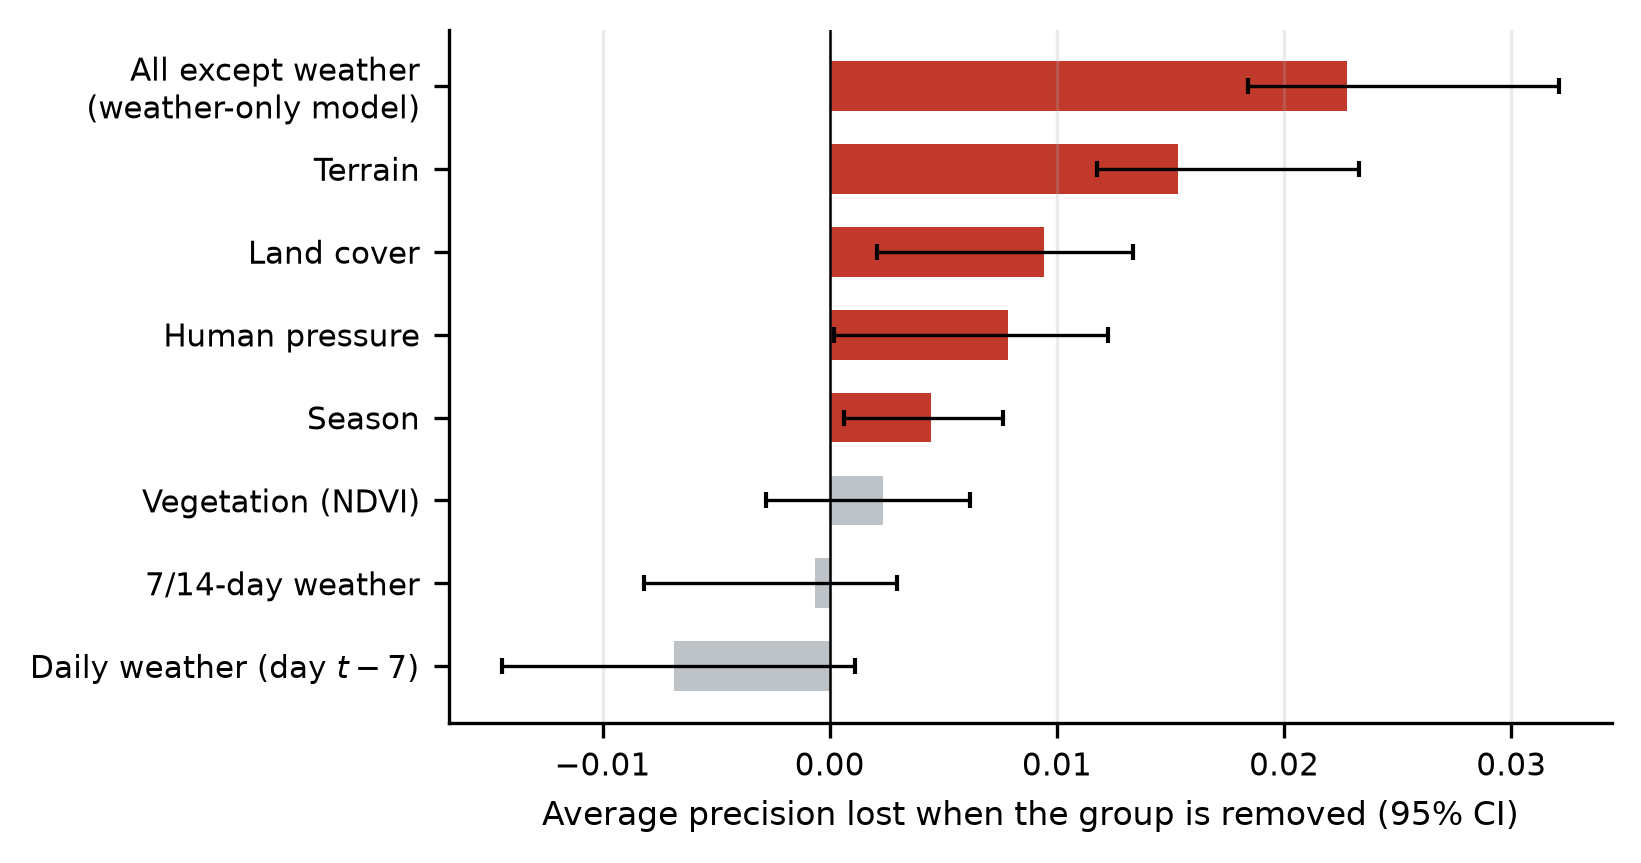 All except weather
(weather-only model)
Terrain
Land cover
Human pressure
Season
Vegetation (NDVI)
7/14-day weather
Daily weather (day t − 7)
−0.01 0.00 0.01 0.02 0.03
Average precision lost when the group is removed (95% CI)